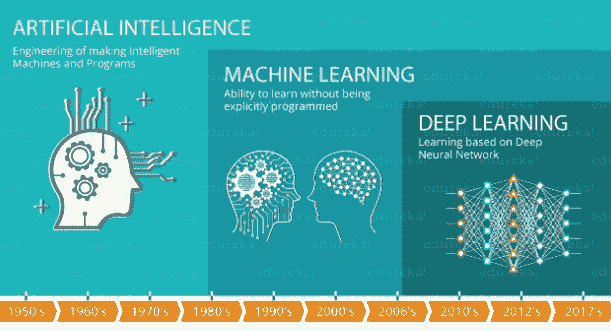 ARTIFICIAL INTELLIGENCE
Engineering of making Intelligent
Machines and Programs
MACHINE LEARNING
Ability to learn without being
explicitly programmed
DEEP LEARNING
Learning based on Deep
Neural Network
edureka!
1950's 1960's 1970's 1980's 1990's 2000's 2006's 2010's 2012's 2017's